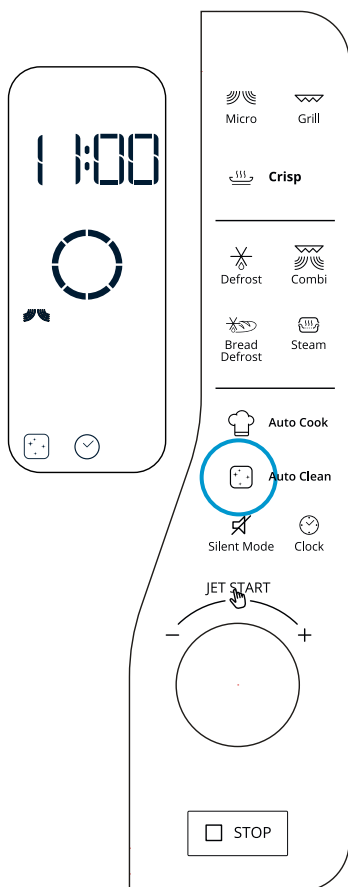 11:00
Micro Grill
Crisp
Defrost Combi
Bread
Defrost
Steam
Auto Cook
Auto Clean
Silent Mode Clock
JET START
− +
STOP